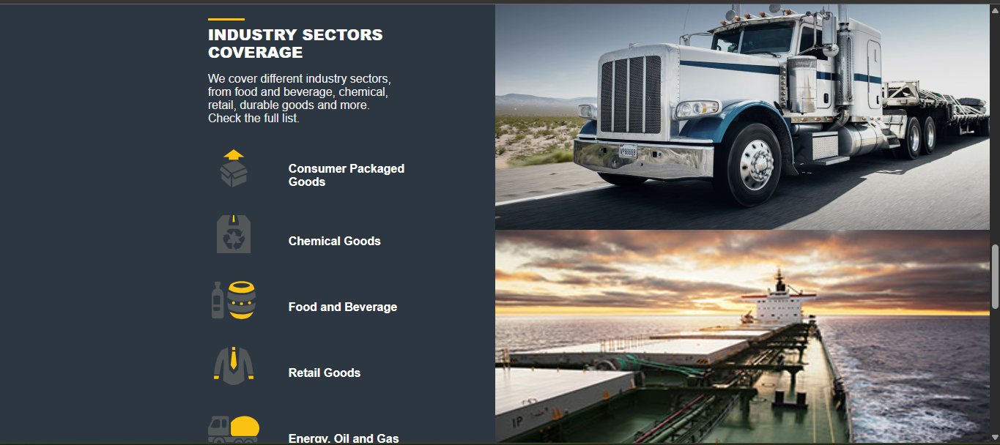 INDUSTRY SECTORS
COVERAGE
We cover different industry sectors,
from food and beverage, chemical,
retail, durable goods and more.
Check the full list.
Consumer Packaged
Goods
Chemical Goods
Food and Beverage
Retail Goods
Energy, Oil and Gas
IP